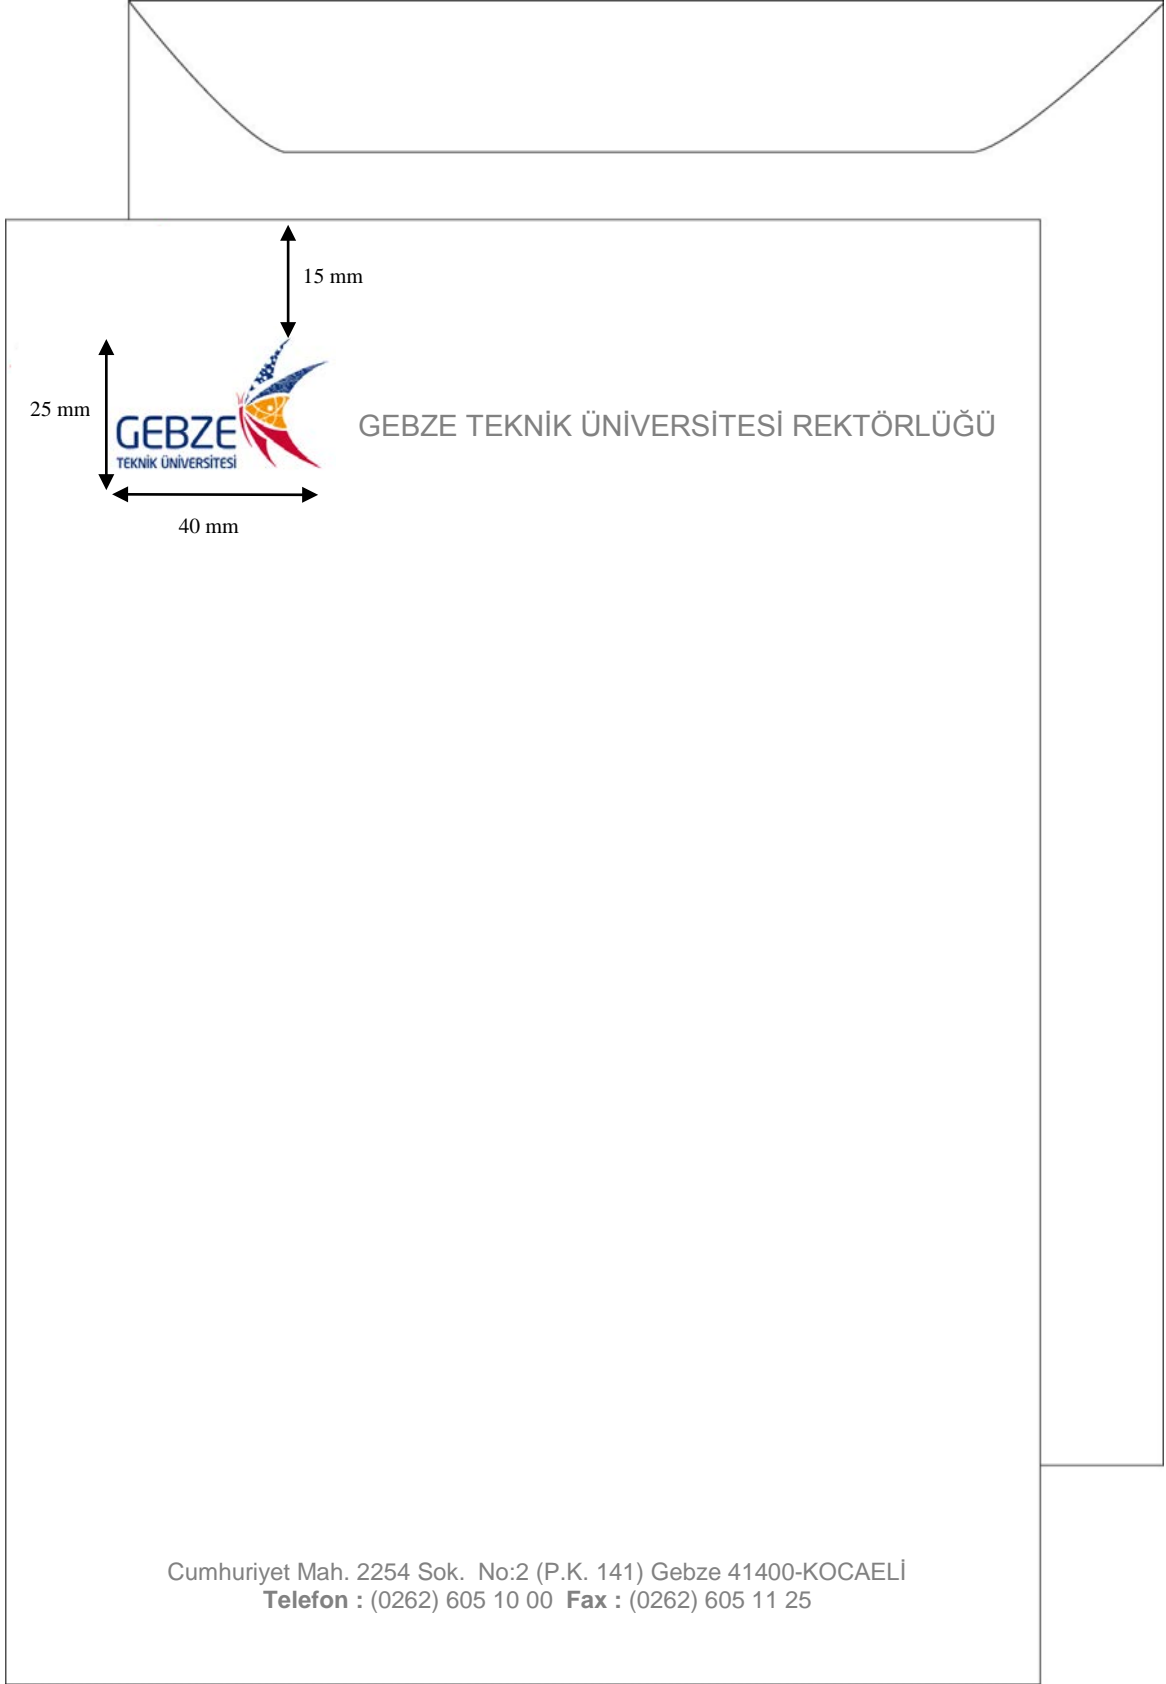 15 mm
25 mm
GEBZE
TEKNİK ÜNİVERSİTESİ
GEBZE TEKNİK ÜNİVERSİTESİ REKTÖRLÜĞÜ
40 mm
Cumhuriyet Mah. 2254 Sok.  No:2 (P.K. 141) Gebze 41400-KOCAELİ
Telefon : (0262) 605 10 00  Fax : (0262) 605 11 25